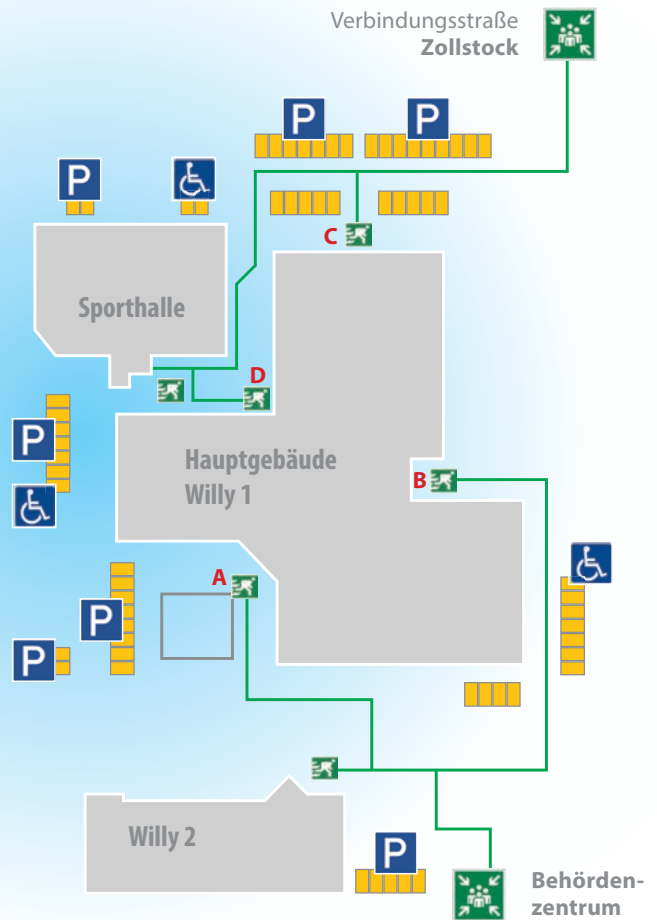 Verbindungsstraße
Zollstock
P
P
P
C
Sporthalle
D
P
Hauptgebäude
Willy 1
B
A
P
P
Willy 2
P
Behörden-
zentrum